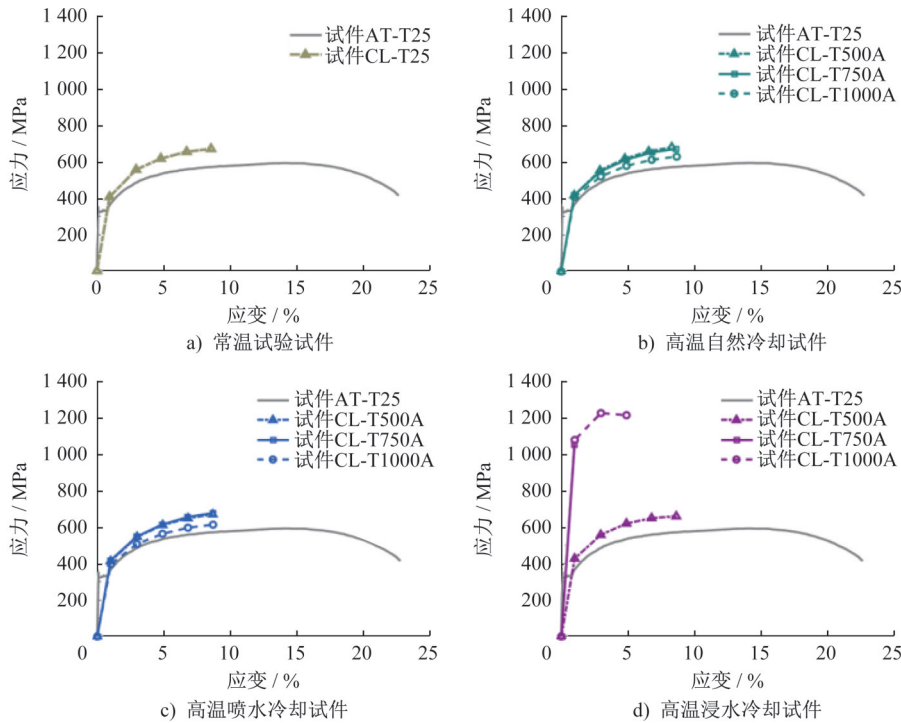 1 400
1 200
1 000
800
600
400
200
0
5
10
15
20
25
应力 / MPa
应变 / %
试件AT-T25
试件CL-T25
a) 常温试验试件
1 400
1 200
1 000
800
600
400
200
0
5
10
15
20
25
应力 / MPa
应变 / %
试件AT-T25
试件CL-T500A
试件CL-T750A
试件CL-T1000A
b) 高温自然冷却试件
1 400
1 200
1 000
800
600
400
200
0
5
10
15
20
25
应力 / MPa
应变 / %
试件AT-T25
试件CL-T500A
试件CL-T750A
试件CL-T1000A
c) 高温喷水冷却试件
1 400
1 200
1 000
800
600
400
200
0
5
10
15
20
25
应力 / MPa
应变 / %
试件AT-T25
试件CL-T500A
试件CL-T750A
试件CL-T1000A
d) 高温浸水冷却试件